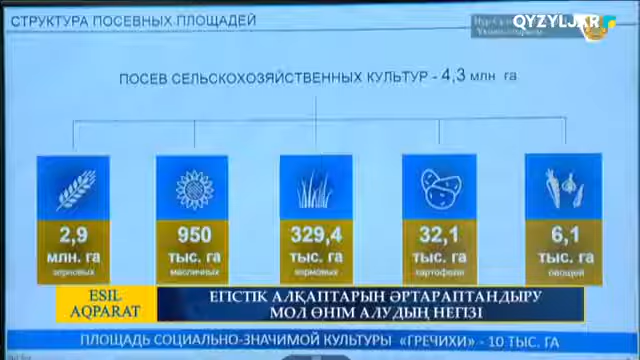 СТРУКТУРА ПОСЕВНЫХ ПЛОЩАДЕЙ
QYZYLJAR
ПОСЕВ СЕЛЬСКОХОЗЯЙСТВЕННЫХ КУЛЬТУР - 4,3 млн га
2,9
млн. га
зерновых
950
тыс. га
масличных
329,4
тыс. га
кормовых
32,1
тыс. га
картофеля
6,1
тыс. га
овощей
ESIL
AQPARAT
ЕГІСТІК АЛҚАПТАРЫН ӘРТАРАПТАНДЫРУ
МОЛ ӨНІМ АЛУДЫҢ НЕГІЗІ
ПЛОЩАДЬ СОЦИАЛЬНО-ЗНАЧИМОЙ КУЛЬТУРЫ «ГРЕЧИХИ» - 10 ТЫС. ГА